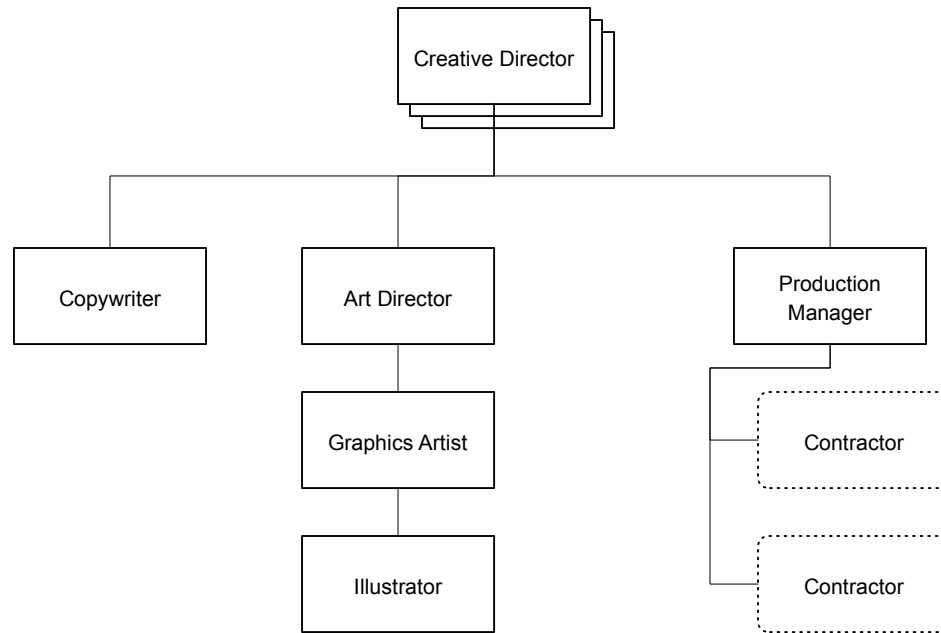 Creative Director
Copywriter
Art Director
Production
Manager
Graphics Artist
Contractor
Illustrator
Contractor